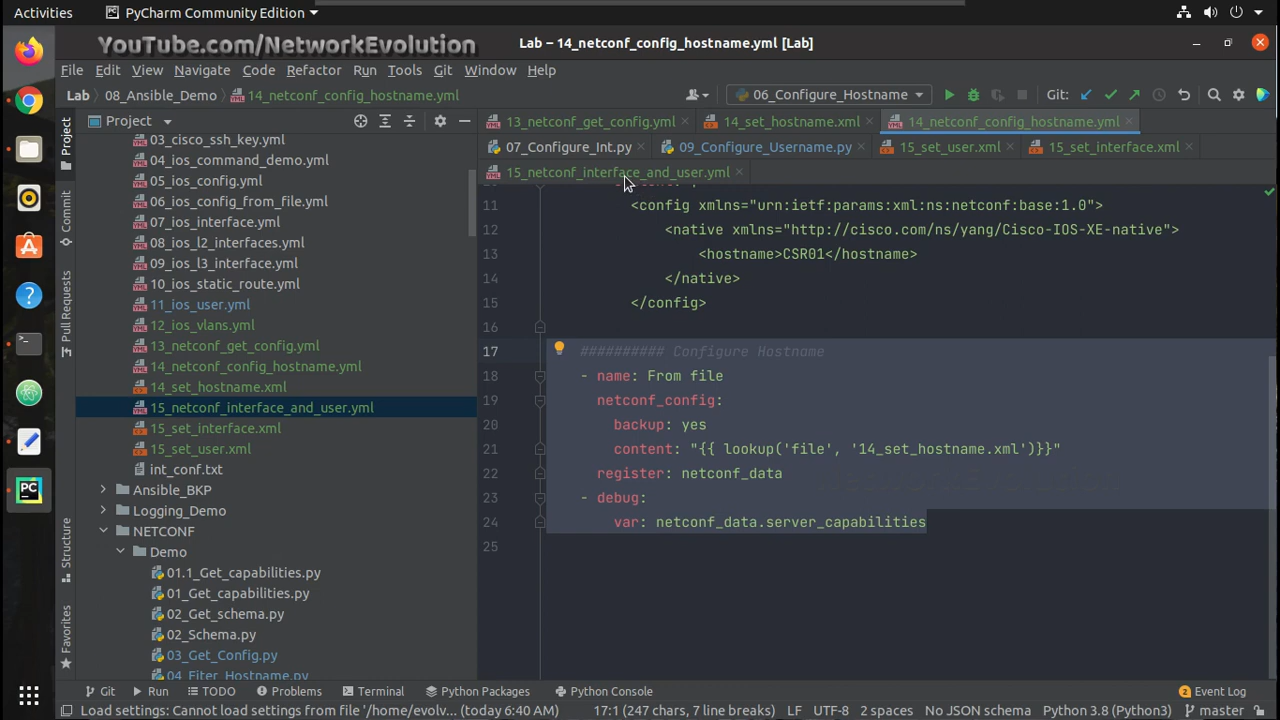 Activities
PyCharm Community Edition
YouTube.com/NetworkEvolution
Lab – 14_netconf_config_hostname.yml [Lab]
File Edit View Navigate Code Refactor Run Tools Git Window Help
Lab 08_Ansible_Demo 14_netconf_config_hostname.yml
06_Configure_Hostname
Git:
Project
Project
Commit
Pull Requests
Structure
Favorites
03_cisco_ssh_key.yml
04_ios_command_demo.yml
05_ios_config.yml
06_ios_config_from_file.yml
07_ios_interface.yml
08_ios_l2_interfaces.yml
09_ios_l3_interface.yml
10_ios_static_route.yml
11_ios_user.yml
12_ios_vlans.yml
13_netconf_get_config.yml
14_netconf_config_hostname.yml
14_set_hostname.xml
15_netconf_interface_and_user.yml
15_set_interface.xml
15_set_user.xml
int_conf.txt
Ansible_BKP
Logging_Demo
NETCONF
Demo
01.1_Get_capabilities.py
01_Get_capabilities.py
02_Get_schema.py
02_Schema.py
03_Get_Config.py
04_Fiter_Hostname.py
13_netconf_get_config.yml 14_set_hostname.xml 14_netconf_config_hostname.yml
07_Configure_Int.py 09_Configure_Username.py 15_set_user.xml 15_set_interface.xml
15_netconf_interface_and_user.yml
11 <config xmlns="urn:ietf:params:xml:ns:netconf:base:1.0">
12 <native xmlns="http://cisco.com/ns/yang/Cisco-IOS-XE-native">
13 <hostname>CSR01</hostname>
14 </native>
15 </config>
16
17 ########## Configure Hostname
18 - name: From file
19 netconf_config:
20 backup: yes
21 content: "{{ lookup('file', '14_set_hostname.xml')}}"
22 register: netconf_data
23 - debug:
24 var: netconf_data.server_capabilities
25
Git Run TODO Problems Terminal Python Packages Python Console 2 Event Log
Load settings: Cannot load settings from file '/home/evolv... (today 6:40 AM) 17:1 (247 chars, 7 line breaks) LF UTF-8 2 spaces No JSON schema Python 3.8 (Python3) master
PC